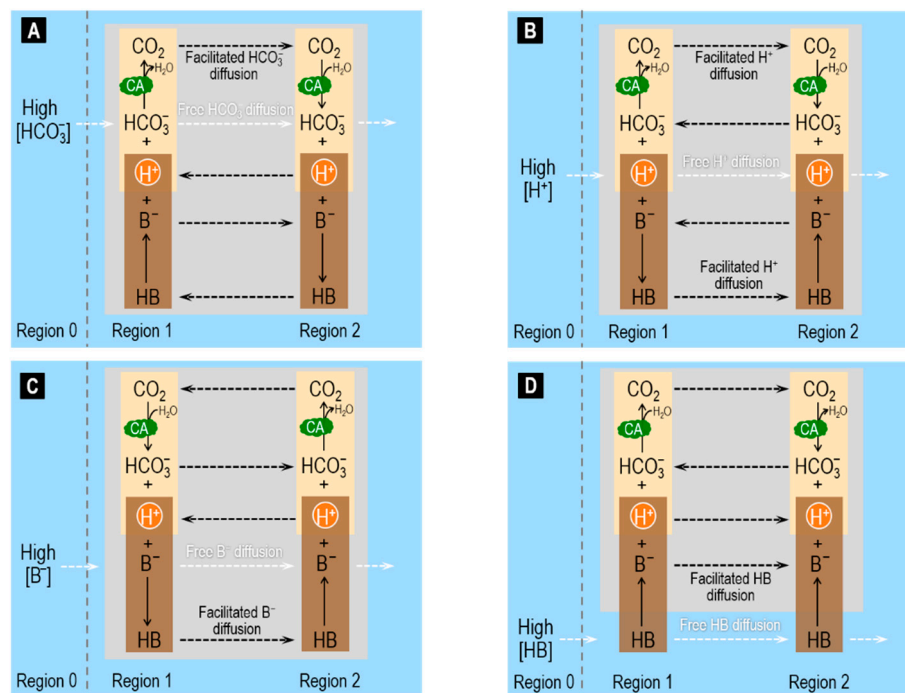 A
CO₂ CO₂
Facilitated HCO₃⁻
diffusion
H₂O H₂O
CA CA
High
[HCO₃⁻]
HCO₃⁻ Free HCO₃⁻ diffusion HCO₃⁻
+ +
H⁺ H⁺
+ +
B⁻ B⁻
HB HB
Region 0 Region 1 Region 2
B
CO₂ CO₂
Facilitated H⁺
diffusion
H₂O H₂O
CA CA
HCO₃⁻ HCO₃⁻
+ +
High
[H⁺]
H⁺ Free H⁺ diffusion H⁺
+ +
B⁻ B⁻
Facilitated H⁺
diffusion
HB HB
Region 0 Region 1 Region 2
C
CO₂ CO₂
H₂O H₂O
CA CA
HCO₃⁻ HCO₃⁻
+ +
H⁺ H⁺
+ +
High
[B⁻]
B⁻ Free B⁻ diffusion B⁻
Facilitated B⁻
diffusion
HB HB
Region 0 Region 1 Region 2
D
CO₂ CO₂
H₂O H₂O
CA CA
HCO₃⁻ HCO₃⁻
+ +
H⁺ H⁺
+ +
B⁻ B⁻
Facilitated HB
diffusion
High
[HB]
HB Free HB diffusion HB
Region 0 Region 1 Region 2